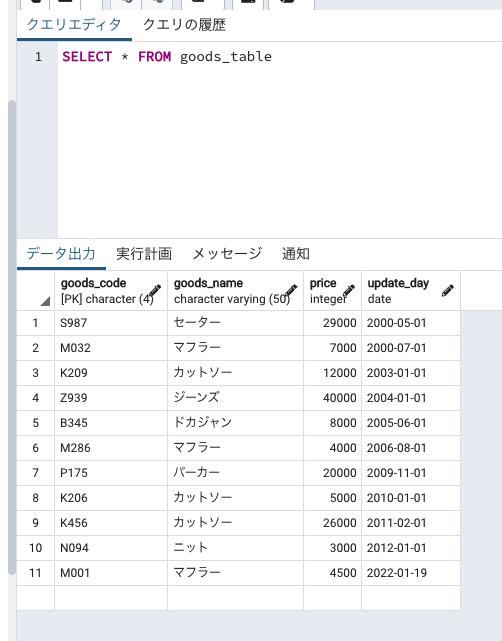 クエリエディタ クエリの履歴
1 SELECT * FROM goods_table
データ出力 実行計画 メッセージ 通知
goods_code goods_name price update_day
[PK] character (4) character varying (50) integer date
1 S987 セーター 29000 2000-05-01
2 M032 マフラー 7000 2000-07-01
3 K209 カットソー 12000 2003-01-01
4 Z939 ジーンズ 40000 2004-01-01
5 B345 ドカジャン 8000 2005-06-01
6 M286 マフラー 4000 2006-08-01
7 P175 パーカー 20000 2009-11-01
8 K206 カットソー 5000 2010-01-01
9 K456 カットソー 26000 2011-02-01
10 N094 ニット 3000 2012-01-01
11 M001 マフラー 4500 2022-01-19